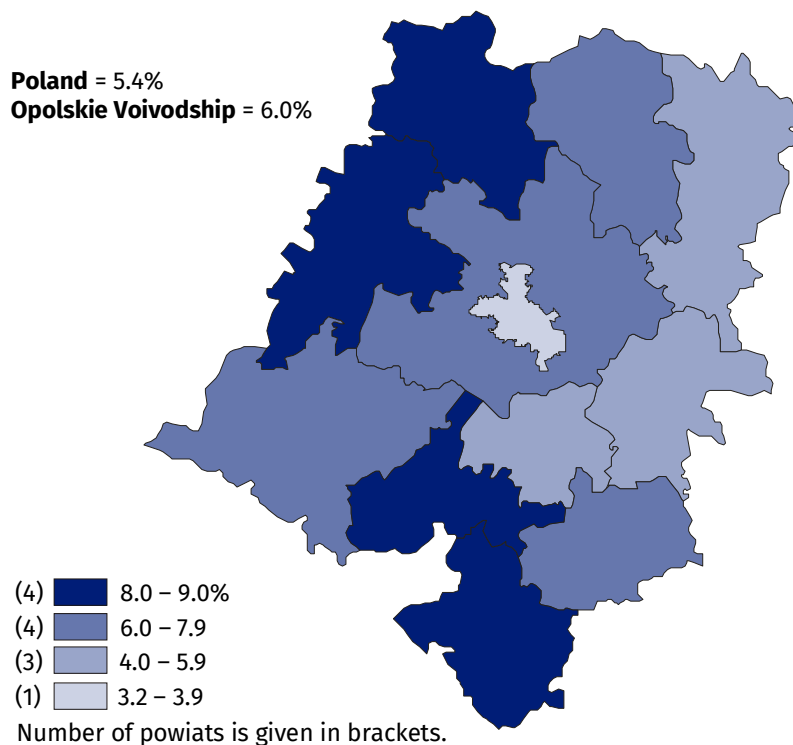 Poland = 5.4%
Opolskie Voivodship = 6.0%
(4) 8.0 – 9.0%
(4) 6.0 – 7.9
(3) 4.0 – 5.9
(1) 3.2 – 3.9
Number of powiats is given in brackets.